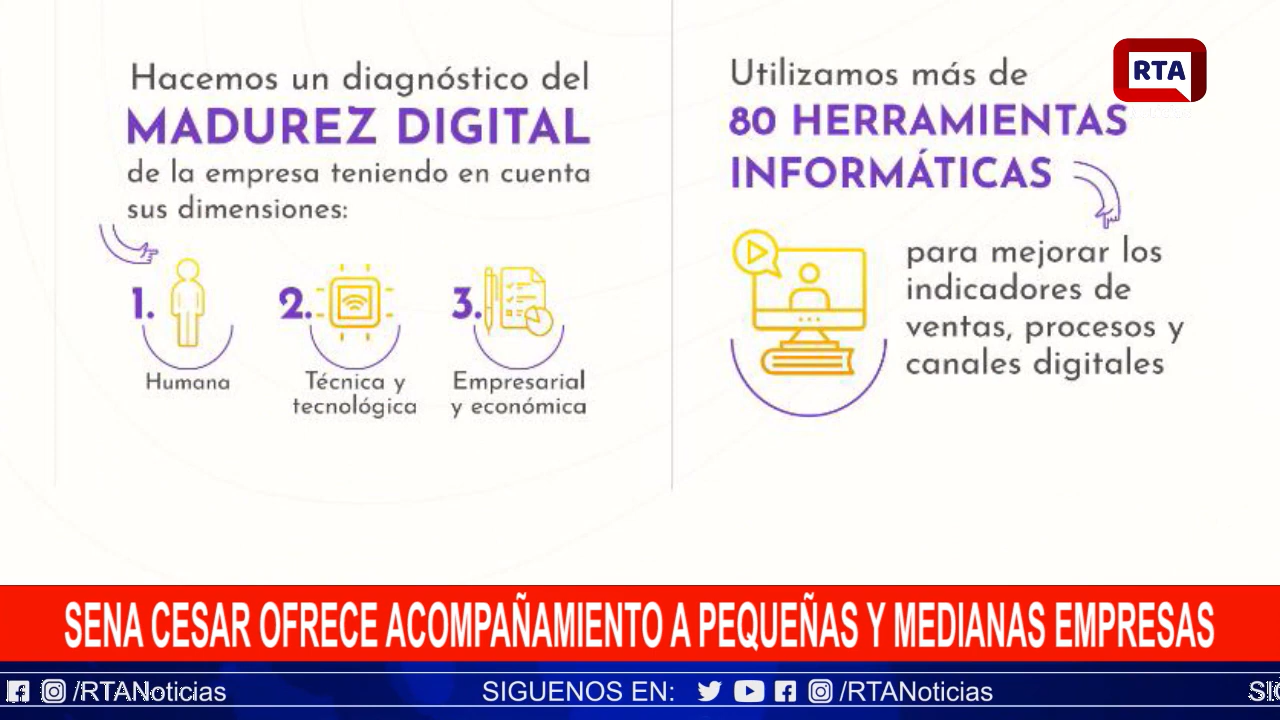 Hacemos un diagnóstico del
MADUREZ DIGITAL
de la empresa teniendo en cuenta
sus dimensiones:
1.
Humana
2.
Técnica y
tecnológica
3.
Empresarial
y económica
RTA
Utilizamos más de
80 HERRAMIENTAS
INFORMÁTICAS
para mejorar los
indicadores de
ventas, procesos y
canales digitales
SENA CESAR OFRECE ACOMPAÑAMIENTO A PEQUEÑAS Y MEDIANAS EMPRESAS
/RTANoticias SIGUENOS EN: /RTANoticias